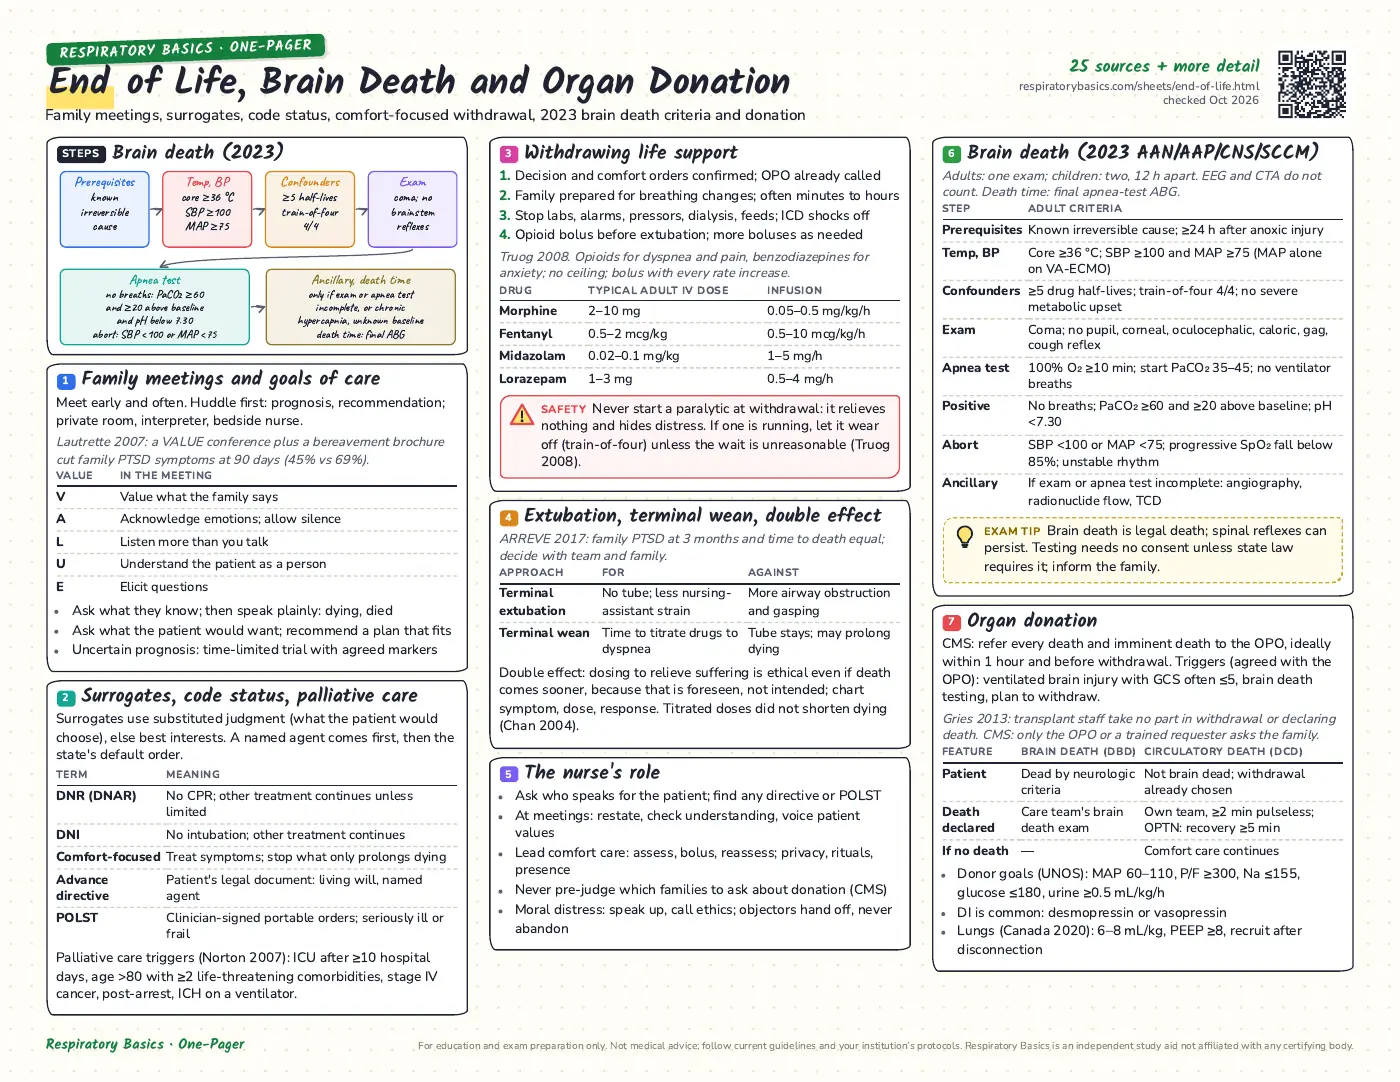 RESPIRATORY BASICS · ONE-PAGER
End of Life, Brain Death and Organ Donation
Family meetings, surrogates, code status, comfort-focused withdrawal, 2023 brain death criteria and donation
25 sources + more detail
respiratorybasics.com/sheets/end-of-life.html
checked Oct 2026
STEPS Brain death (2023)
Prerequisites
known
irreversible
cause
Temp, BP
core ≥36 °C
SBP ≥100
MAP ≥75
Confounders
≥5 half-lives
train-of-four
4/4
Exam
coma; no
brainstem
reflexes
Apnea test
no breaths: PaCO₂ ≥60
and ≥20 above baseline
and pH below 7.30
abort: SBP <100 or MAP <75
Ancillary, death time
only if exam or apnea test
incomplete, or chronic
hypercapnia, unknown baseline
death time: final ABG
1 Family meetings and goals of care
Meet early and often. Huddle first: prognosis, recommendation;
private room, interpreter, bedside nurse.
Lautrette 2007: a VALUE conference plus a bereavement brochure
cut family PTSD symptoms at 90 days (45% vs 69%).
VALUE IN THE MEETING
V Value what the family says
A Acknowledge emotions; allow silence
L Listen more than you talk
U Understand the patient as a person
E Elicit questions
• Ask what they know; then speak plainly: dying, died
• Ask what the patient would want; recommend a plan that fits
• Uncertain prognosis: time-limited trial with agreed markers
2 Surrogates, code status, palliative care
Surrogates use substituted judgment (what the patient would
choose), else best interests. A named agent comes first, then the
state's default order.
TERM MEANING
DNR (DNAR) No CPR; other treatment continues unless
limited
DNI No intubation; other treatment continues
Comfort-focused Treat symptoms; stop what only prolongs dying
Advance Patient's legal document: living will, named
directive agent
POLST Clinician-signed portable orders; seriously ill or
frail
Palliative care triggers (Norton 2007): ICU after ≥10 hospital
days, age >80 with ≥2 life-threatening comorbidities, stage IV
cancer, post-arrest, ICH on a ventilator.
3 Withdrawing life support
1. Decision and comfort orders confirmed; OPO already called
2. Family prepared for breathing changes; often minutes to hours
3. Stop labs, alarms, pressors, dialysis, feeds; ICD shocks off
4. Opioid bolus before extubation; more boluses as needed
Truog 2008. Opioids for dyspnea and pain, benzodiazepines for
anxiety; no ceiling; bolus with every rate increase.
DRUG TYPICAL ADULT IV DOSE INFUSION
Morphine 2–10 mg 0.05–0.5 mg/kg/h
Fentanyl 0.5–2 mcg/kg 0.5–10 mcg/kg/h
Midazolam 0.02–0.1 mg/kg 1–5 mg/h
Lorazepam 1–3 mg 0.5–4 mg/h
SAFETY Never start a paralytic at withdrawal: it relieves
nothing and hides distress. If one is running, let it wear
off (train-of-four) unless the wait is unreasonable (Truog
2008).
4 Extubation, terminal wean, double effect
ARREVE 2017: family PTSD at 3 months and time to death equal;
decide with team and family.
APPROACH FOR AGAINST
Terminal No tube; less nursing- More airway obstruction
extubation assistant strain and gasping
Terminal wean Time to titrate drugs to Tube stays; may prolong
dyspnea dying
Double effect: dosing to relieve suffering is ethical even if death
comes sooner, because that is foreseen, not intended; chart
symptom, dose, response. Titrated doses did not shorten dying
(Chan 2004).
5 The nurse's role
• Ask who speaks for the patient; find any directive or POLST
• At meetings: restate, check understanding, voice patient
values
• Lead comfort care: assess, bolus, reassess; privacy, rituals,
presence
• Never pre-judge which families to ask about donation (CMS)
• Moral distress: speak up, call ethics; objectors hand off, never
abandon
6 Brain death (2023 AAN/AAP/CNS/SCCM)
Adults: one exam; children: two, 12 h apart. EEG and CTA do not
count. Death time: final apnea-test ABG.
STEP ADULT CRITERIA
Prerequisites Known irreversible cause; ≥24 h after anoxic injury
Temp, BP Core ≥36 °C; SBP ≥100 and MAP ≥75 (MAP alone
on VA-ECMO)
Confounders ≥5 drug half-lives; train-of-four 4/4; no severe
metabolic upset
Exam Coma; no pupil, corneal, oculocephalic, caloric, gag,
cough reflex
Apnea test 100% O₂ ≥10 min; start PaCO₂ 35–45; no ventilator
breaths
Positive No breaths; PaCO₂ ≥60 and ≥20 above baseline; pH
<7.30
Abort SBP <100 or MAP <75; progressive SpO₂ fall below
85%; unstable rhythm
Ancillary If exam or apnea test incomplete: angiography,
radionuclide flow, TCD
EXAM TIP Brain death is legal death; spinal reflexes can
persist. Testing needs no consent unless state law
requires it; inform the family.
7 Organ donation
CMS: refer every death and imminent death to the OPO, ideally
within 1 hour and before withdrawal. Triggers (agreed with the
OPO): ventilated brain injury with GCS often ≤5, brain death
testing, plan to withdraw.
Gries 2013: transplant staff take no part in withdrawal or declaring
death. CMS: only the OPO or a trained requester asks the family.
FEATURE BRAIN DEATH (DBD) CIRCULATORY DEATH (DCD)
Patient Dead by neurologic Not brain dead; withdrawal
criteria already chosen
Death Care team's brain Own team, ≥2 min pulseless;
declared death exam OPTN: recovery ≥5 min
If no death — Comfort care continues
• Donor goals (UNOS): MAP 60–110, P/F ≥300, Na ≤155,
glucose ≤180, urine ≥0.5 mL/kg/h
• DI is common: desmopressin or vasopressin
• Lungs (Canada 2020): 6–8 mL/kg, PEEP ≥8, recruit after
disconnection
Respiratory Basics · One-Pager
For education and exam preparation only. Not medical advice; follow current guidelines and your institution's protocols. Respiratory Basics is an independent study aid not affiliated with any certifying body.